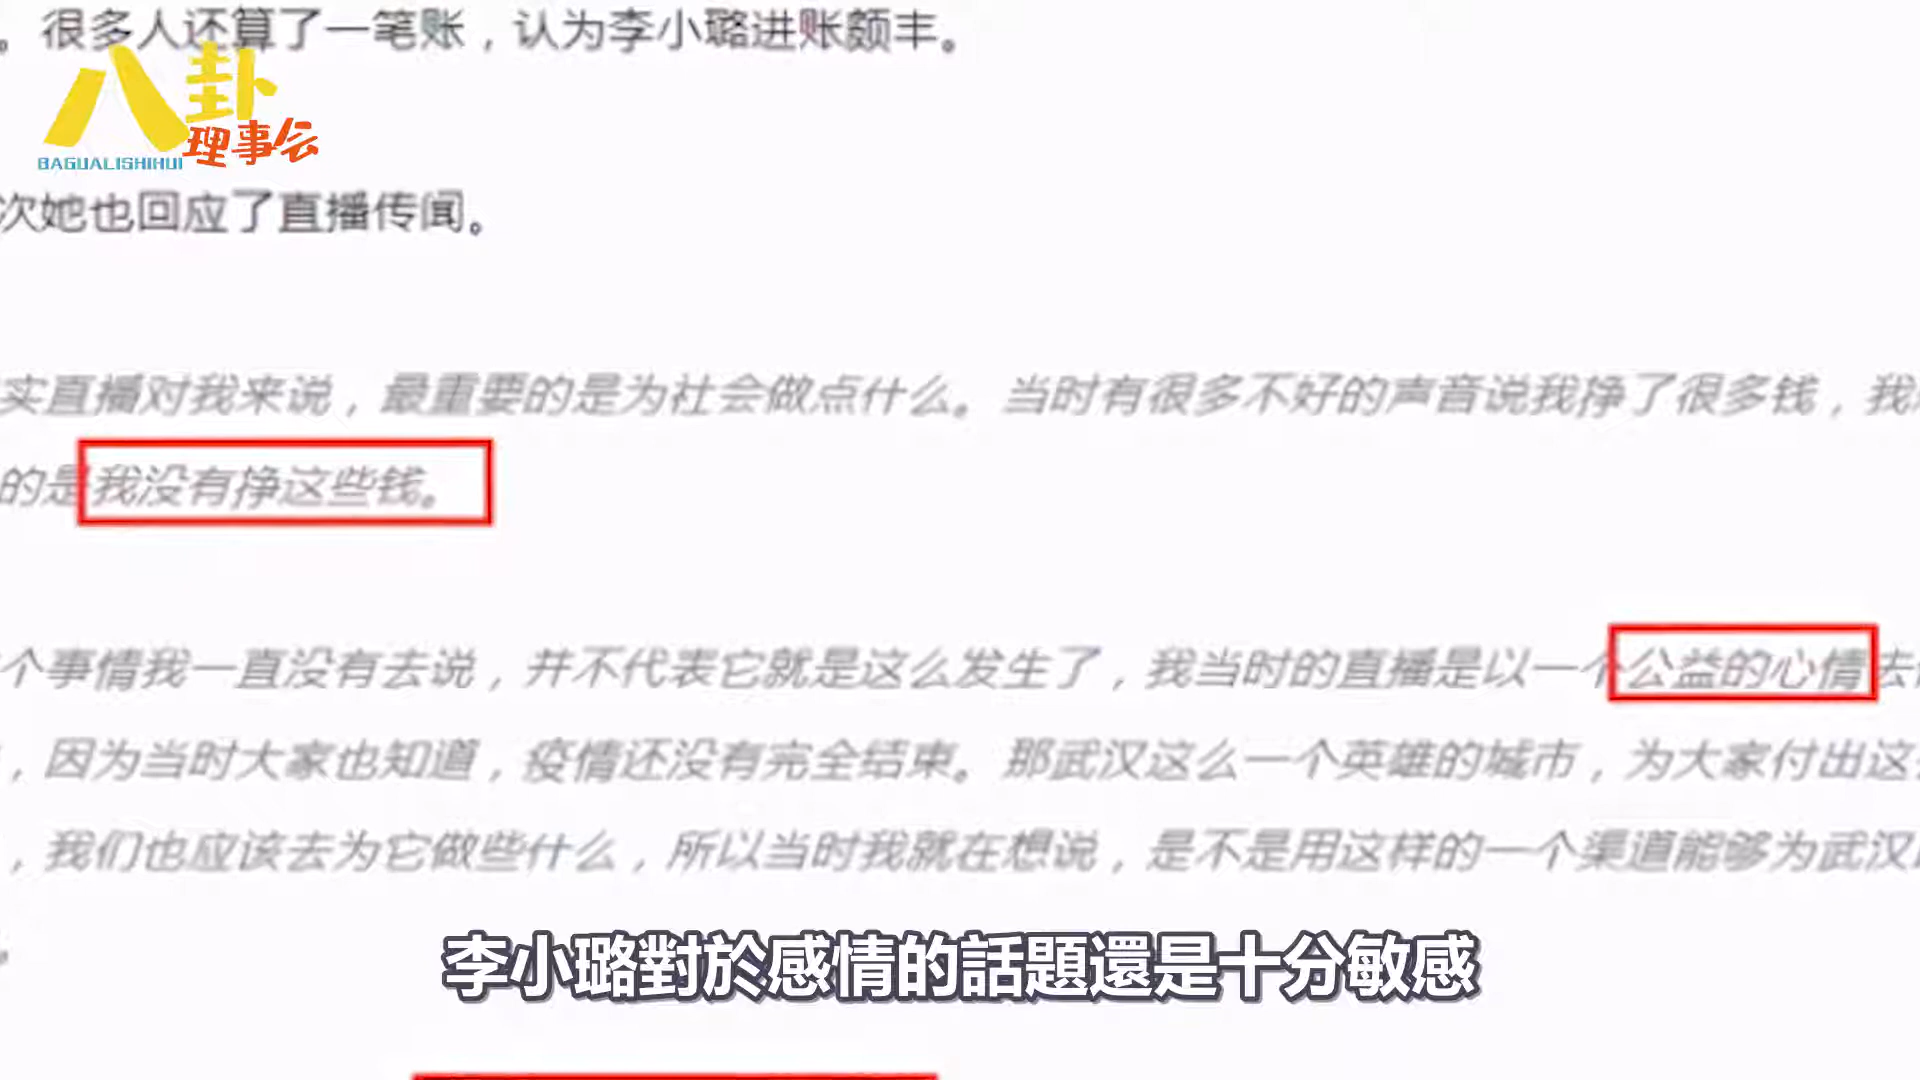 。很多人还算了一笔账，认为李小璐进账颇丰。
八卦
理事会
BAGUALISHIHUI
次她也回应了直播传闻。
实直播对我来说，最重要的是为社会做点什么。当时有很多不好的声音说我挣了很多钱，我
的是我没有挣这些钱。
个事情我一直没有去说，并不代表它就是这么发生了，我当时的直播是以一个公益的心情去
，因为当时大家也知道，疫情还没有完全结束。那武汉这么一个英雄的城市，为大家付出这
，我们也应该去为它做些什么，所以当时我就在想说，是不是用这样的一个渠道能够为武汉
。
李小璐對於感情的話題還是十分敏感